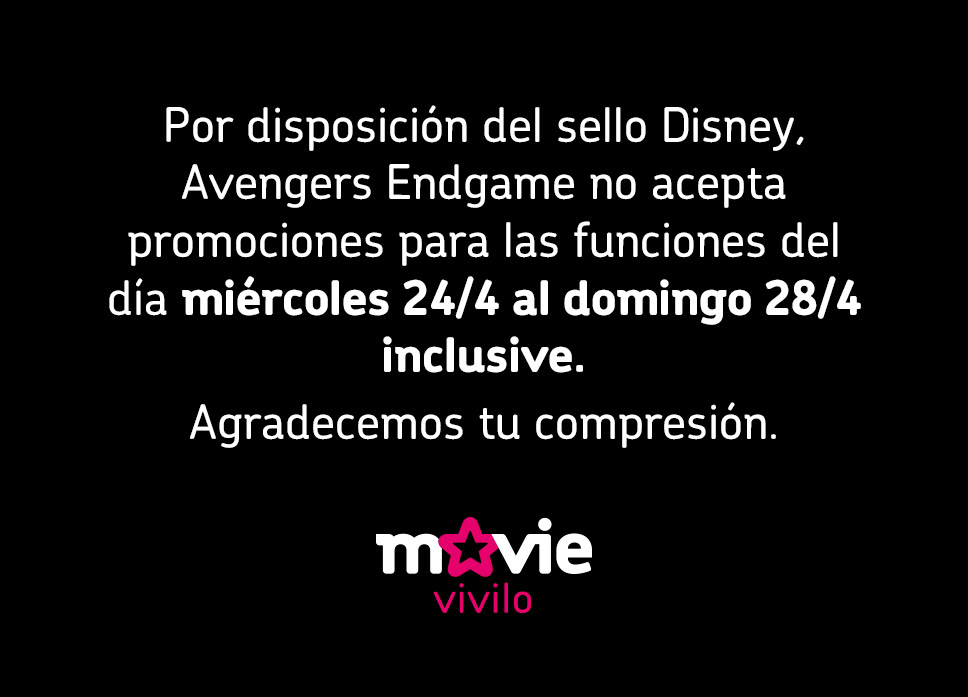 Por disposición del sello Disney,
Avengers Endgame no acepta
promociones para las funciones del
día miércoles 24/4 al domingo 28/4
inclusive.
Agradecemos tu compresión.
movie
vivilo